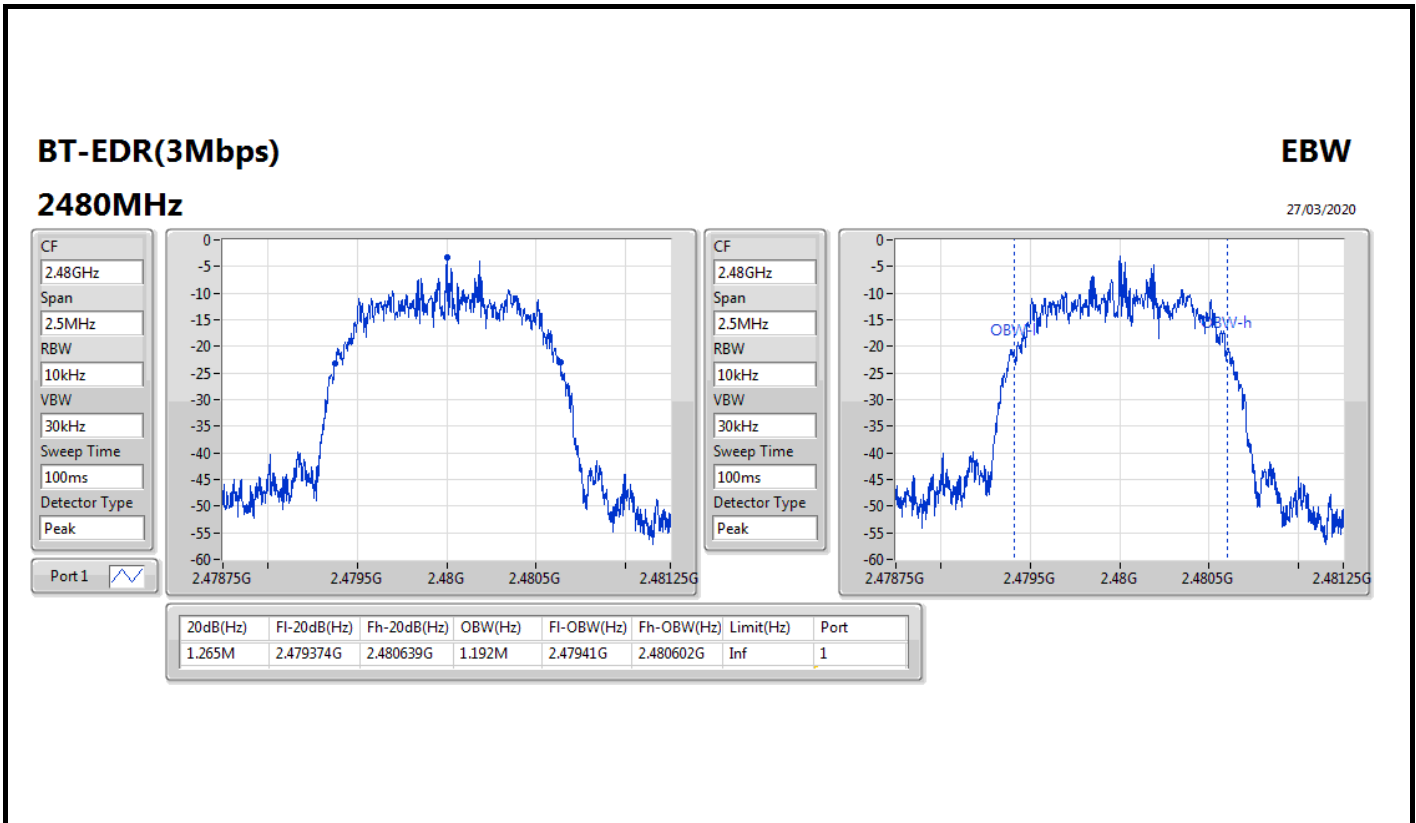 BT-EDR(3Mbps)
EBW
2480MHz
27/03/2020
CF
2.48GHz
Span
2.5MHz
RBW
10kHz
VBW
30kHz
Sweep Time
100ms
Detector Type
Peak
Port 1
0
-5
-10
-15
-20
-25
-30
-35
-40
-45
-50
-55
-60
2.47875G 2.4795G 2.48G 2.4805G 2.48125G
CF
2.48GHz
Span
2.5MHz
RBW
10kHz
VBW
30kHz
Sweep Time
100ms
Detector Type
Peak
0
-5
-10
-15
-20
-25
-30
-35
-40
-45
-50
-55
-60
OBW-l
OBW-h
2.47875G 2.4795G 2.48G 2.4805G 2.48125G
20dB(Hz) Fl-20dB(Hz) Fh-20dB(Hz) OBW(Hz) Fl-OBW(Hz) Fh-OBW(Hz) Limit(Hz) Port
1.265M 2.479374G 2.480639G 1.192M 2.47941G 2.480602G Inf 1